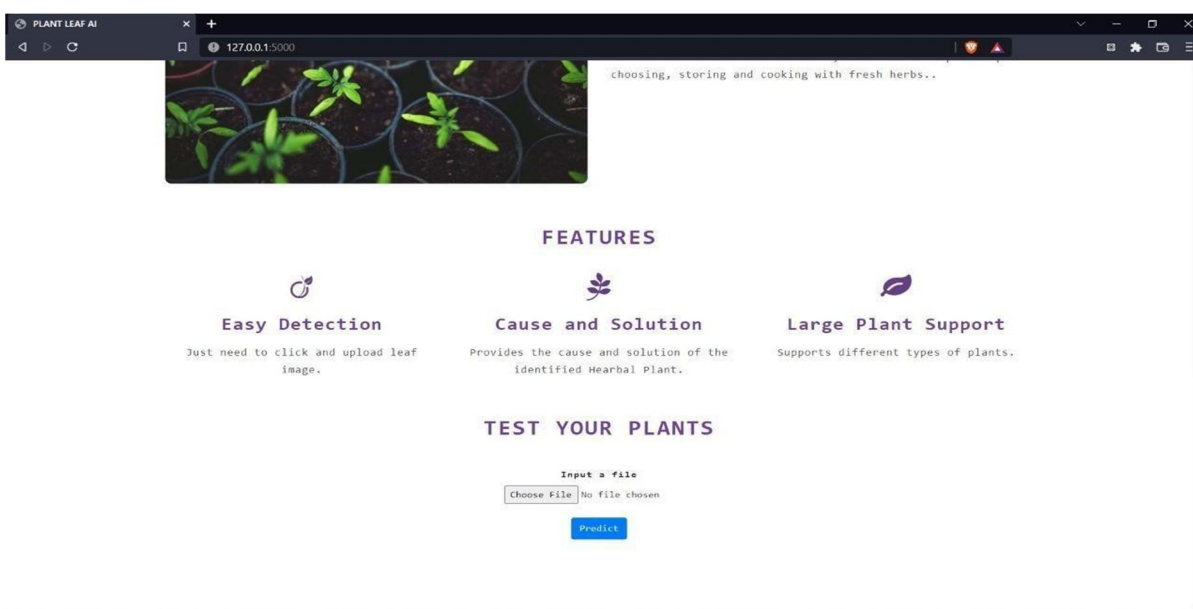 PLANT LEAF AI
127.0.0.1:5000
choosing, storing and cooking with fresh herbs..
FEATURES
Easy Detection
Just need to click and upload leaf
image.
Cause and Solution
Provides the cause and solution of the
identified Hearbal Plant.
Large Plant Support
Supports different types of plants.
TEST YOUR PLANTS
Input a file
Choose File No file chosen
Predict